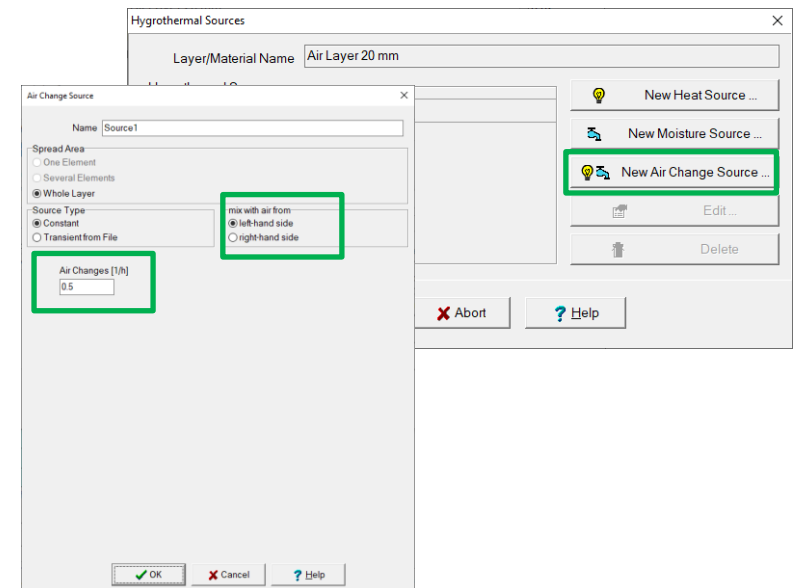 Hygrothermal Sources
Layer/Material Name Air Layer 20 mm
New Heat Source ...
New Moisture Source ...
New Air Change Source ...
Edit ...
Delete
Abort
? Help
Air Change Source
Name Source1
Spread Area
One Element
Several Elements
Whole Layer
Source Type
Constant
Transient from File
mix with air from
left-hand side
right-hand side
Air Changes [1/h]
0.5
OK
Cancel
? Help